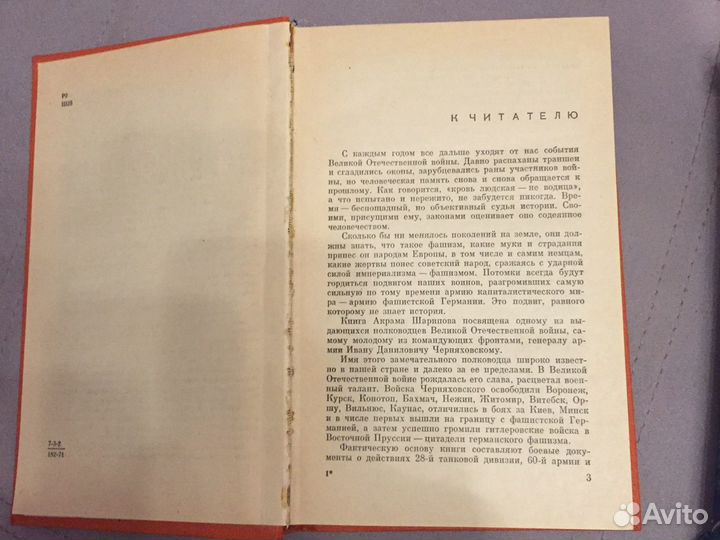 Р2
Ш25
7-3-2
182-71
К ЧИТАТЕЛЮ
С каждым годом все дальше уходят от нас события
Великой Отечественной войны. Давно распаханы траншеи
и сгладились окопы, зарубцевались раны участников вой-
ны, но человеческая память снова и снова обращается к
прошлому. Как говорится, «кровь людская — не водица»,
а что испытано и пережито, не забудется никогда. Время
— беспощадный, но объективный судья истории. Свои-
ми, присущими ему, законами оценивает оно содеянное
человечеством.
Сколько бы ни менялось поколений на земле, они дол-
жны знать, что такое фашизм, какие муки и страдания
принес он народам Европы, в том числе и самим немцам,
какие жертвы понес советский народ, сражаясь с ударной
силой империализма — фашизмом. Потомки всегда будут
гордиться подвигом наших воинов, разгромивших самую
сильную по тому времени армию капиталистического ми-
ра — армию фашистской Германии. Это подвиг, равного
которому не знает история.
Книга Акрама Шарипова посвящена одному из вы-
дающихся полководцев Великой Отечественной войны, са-
мому молодому из командующих фронтами, генералу ар-
мии Ивану Даниловичу Черняховскому.
Имя этого замечательного полководца широко извест-
но в нашей стране и далеко за ее пределами. В Великой
Отечественной войне рождалась его слава, расцветал воен-
ный талант. Войска Черняховского освободили Воронеж,
Курск, Конотоп, Бахмач, Нежин, Житомир, Витебск, Ор-
шу, Вильнюс, Каунас, отличились в боях за Киев, Минск
и в числе первых вышли на границу с фашистской Гер-
манией, а затем успешно громили гитлеровские войска в
Восточной Пруссии — цитадели германского фашизма.
Фактическую основу книги составляют боевые доку-
менты о действиях 28-й танковой дивизии, 60-й армии и
1*
3
Avito